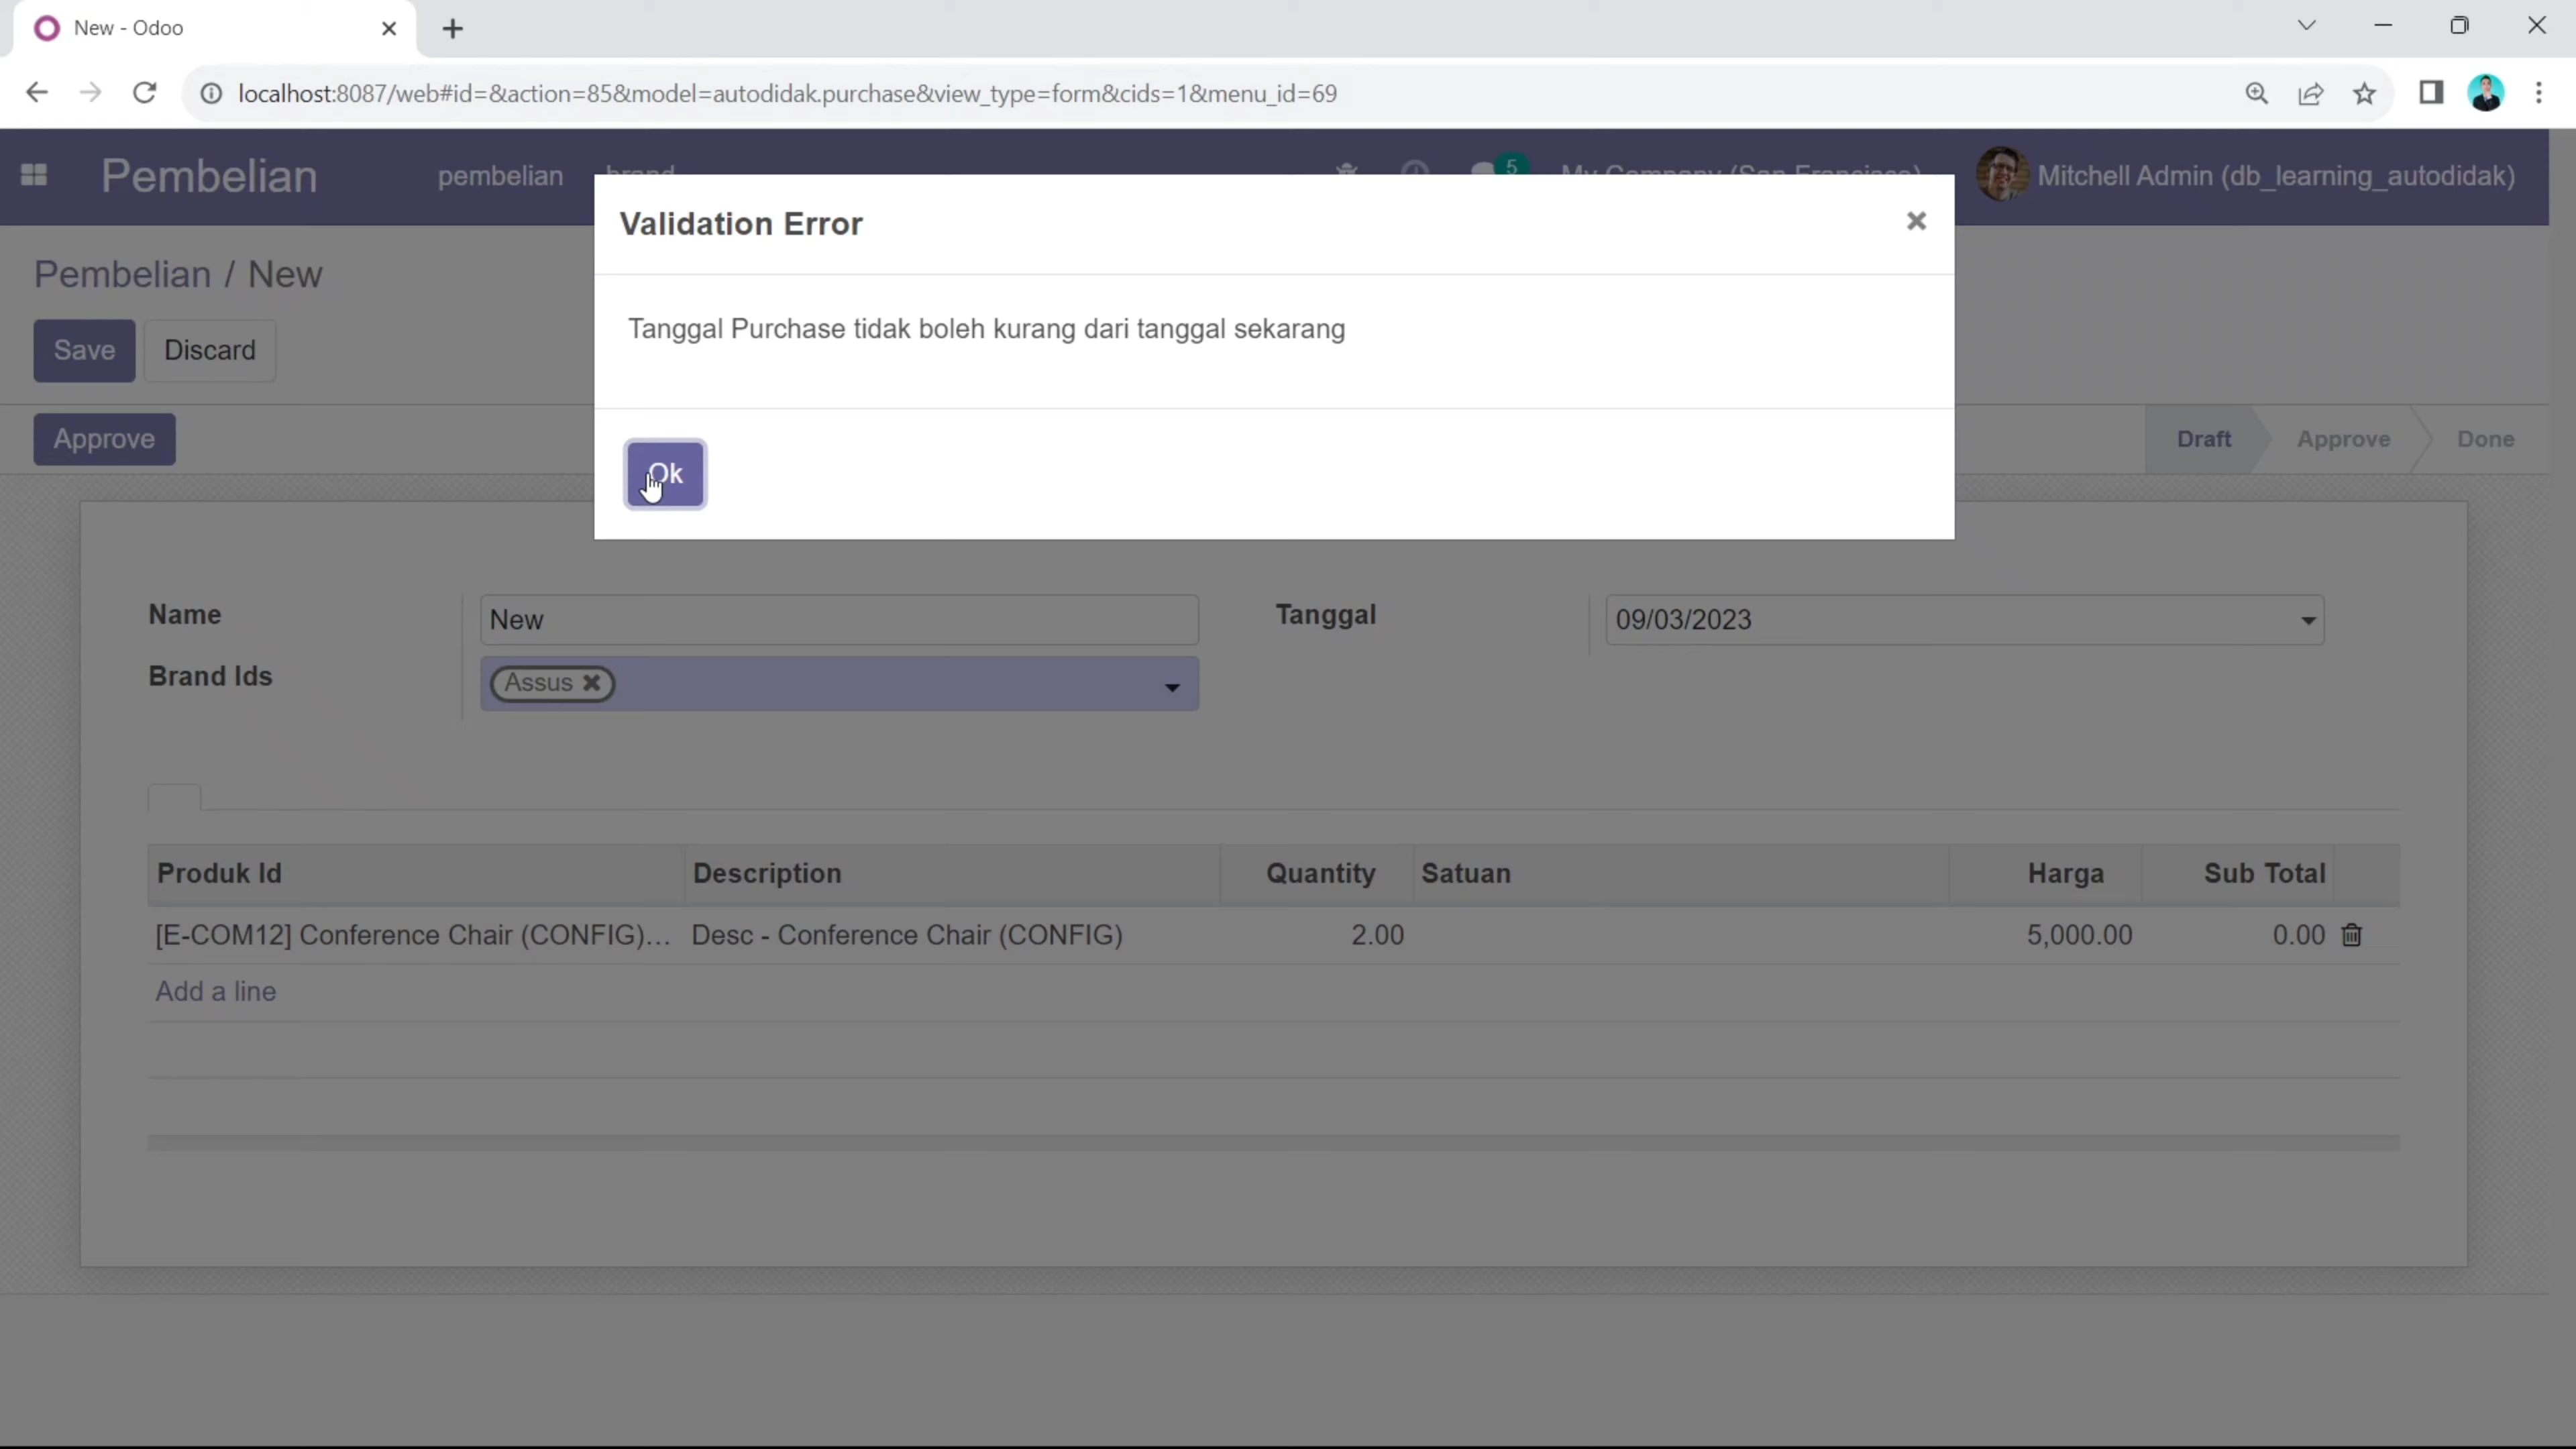 New - Odoo
localhost:8087/web#id=&action=85&model=autodidak.purchase&view_type=form&cids=1&menu_id=69
Pembelian pembelian brand 5 My Company (San Francisco) Mitchell Admin (db_learning_autodidak)
Validation Error
Pembelian / New
Tanggal Purchase tidak boleh kurang dari tanggal sekarang
Save Discard
Approve Draft Approve Done
Ok
Name New Tanggal 09/03/2023
Brand Ids Assus
Produk Id Description Quantity Satuan Harga Sub Total
[E-COM12] Conference Chair (CONFIG)... Desc - Conference Chair (CONFIG) 2.00 5,000.00 0.00
Add a line